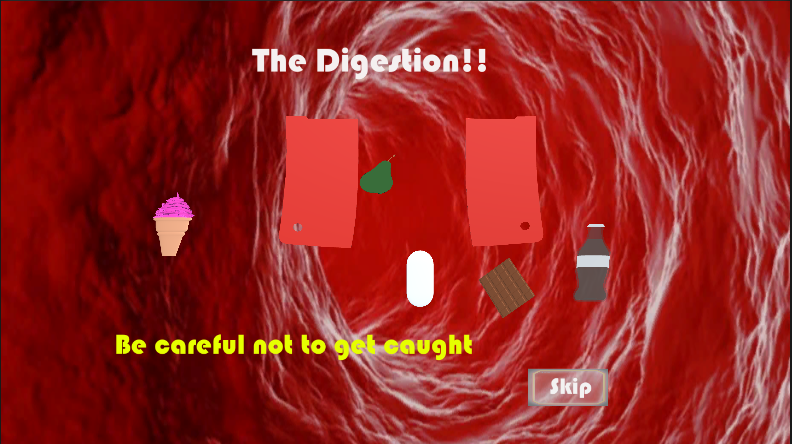 The Digestion!!
Be careful not to get caught
Skip